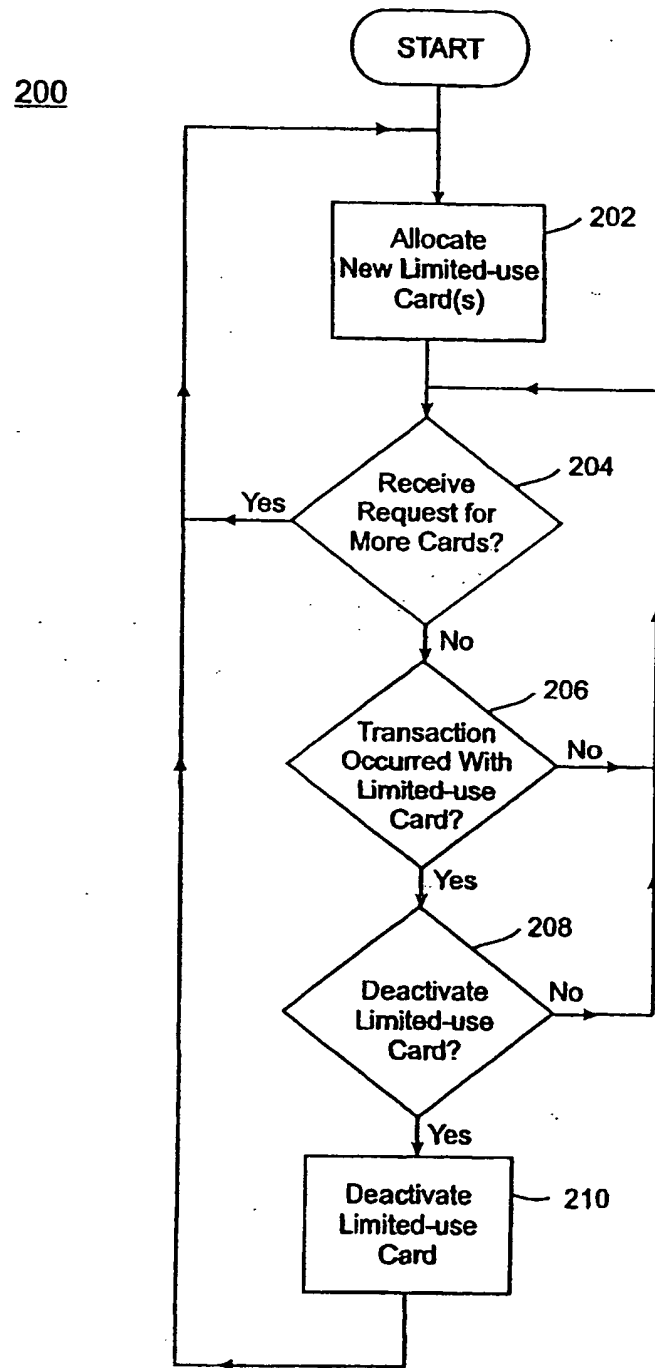 START
200
202
Allocate
New Limited-use
Card(s)
204
Receive
Request for
More Cards?
Yes
No
206
Transaction
Occurred With
Limited-use
Card?
No
Yes
208
Deactivate
Limited-use
Card?
No
Yes
210
Deactivate
Limited-use
Card